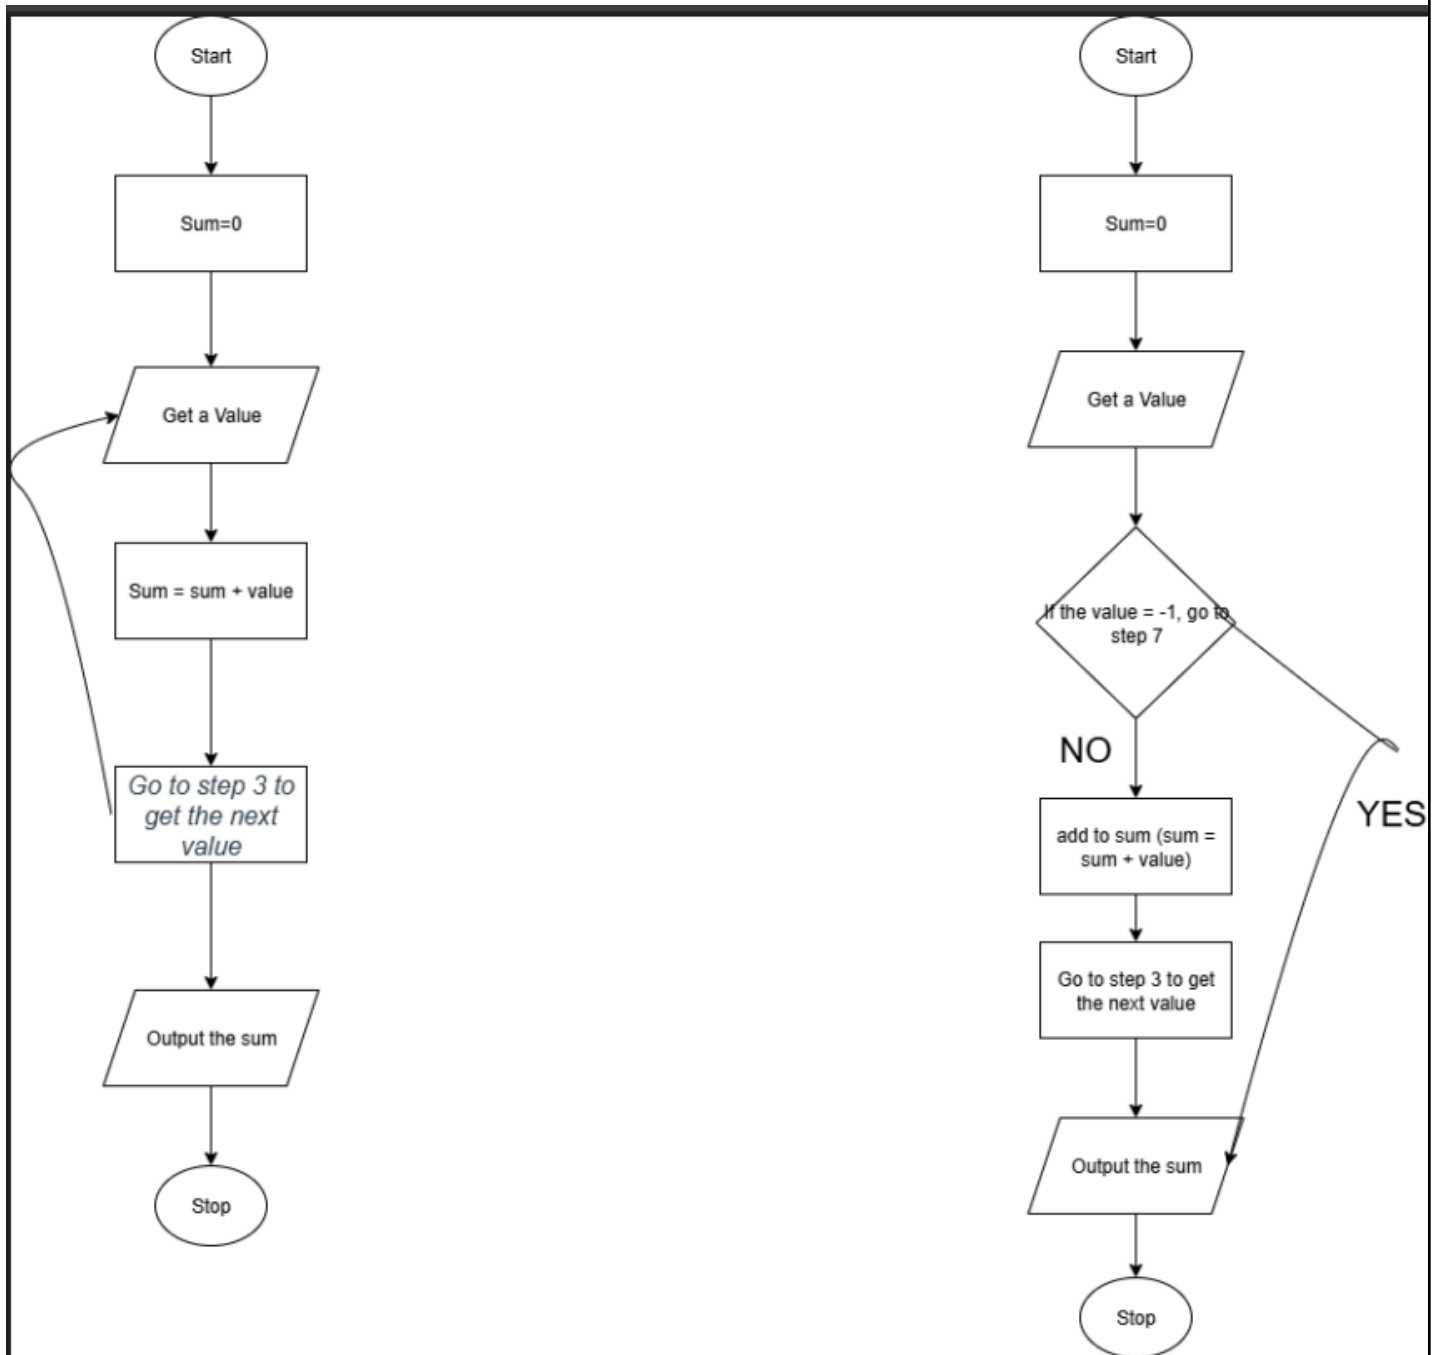 Start
Sum=0
Get a Value
Sum = sum + value
Go to step 3 to
get the next
value
Output the sum
Stop
Start
Sum=0
Get a Value
If the value = -1, go to
step 7
NO
YES
add to sum (sum =
sum + value)
Go to step 3 to get
the next value
Output the sum
Stop